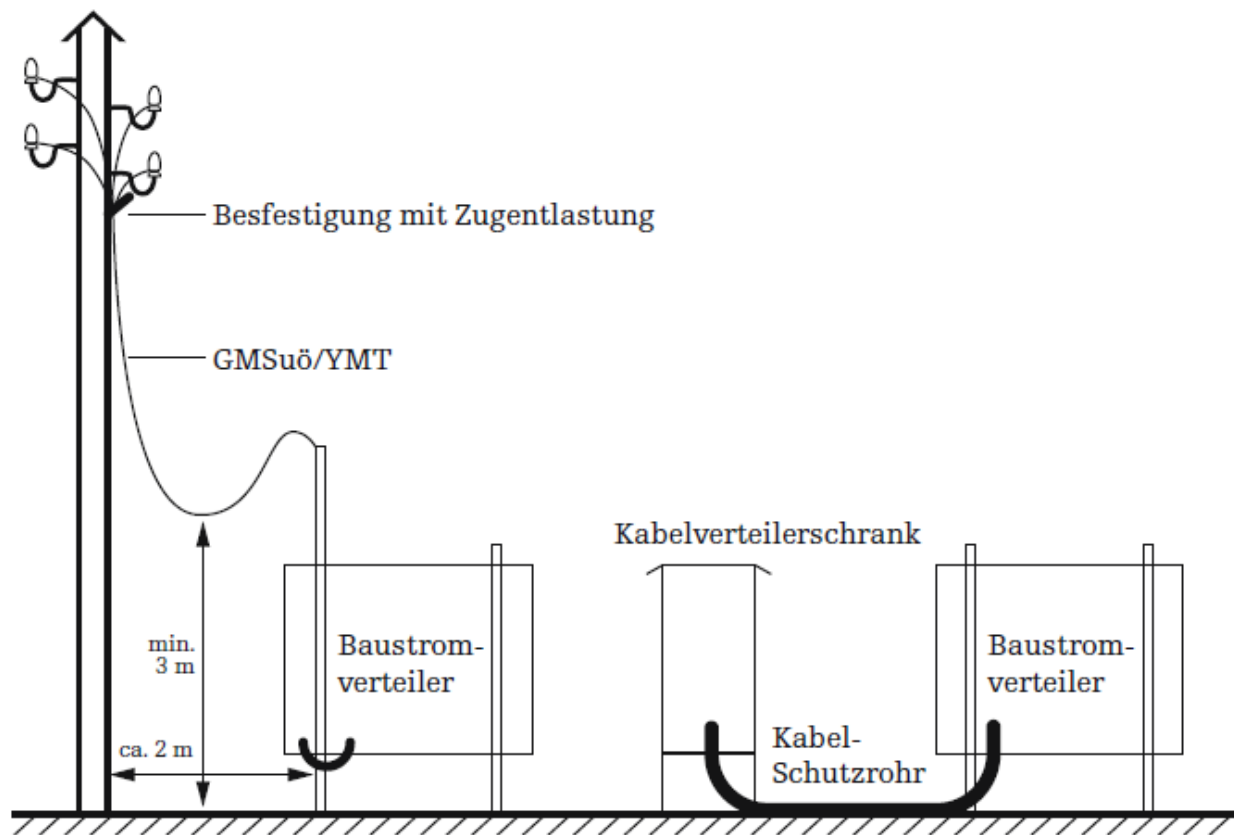 Besfestigung mit Zugentlastung
GMSuö/YMT
Kabelverteilerschrank
min.
3 m
Baustrom-
verteiler
Baustrom-
verteiler
ca. 2 m
Kabel-
Schutzrohr